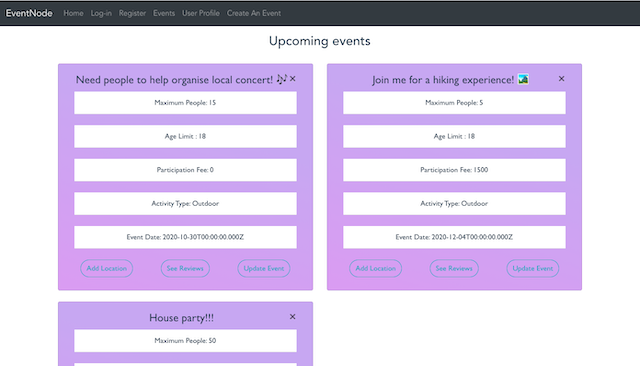 EventNode Home Log-in Register Events User Profile Create An Event
Upcoming events
Need people to help organise local concert! 🎶 ×
Maximum People: 15
Age Limit : 18
Participation Fee: 0
Activity Type: Outdoor
Event Date: 2020-10-30T00:00:00.000Z
Add Location See Reviews Update Event
Join me for a hiking experience! 🏞️ ×
Maximum People: 5
Age Limit : 18
Participation Fee: 1500
Activity Type: Outdoor
Event Date: 2020-12-04T00:00:00.000Z
Add Location See Reviews Update Event
House party!!! ×
Maximum People: 50